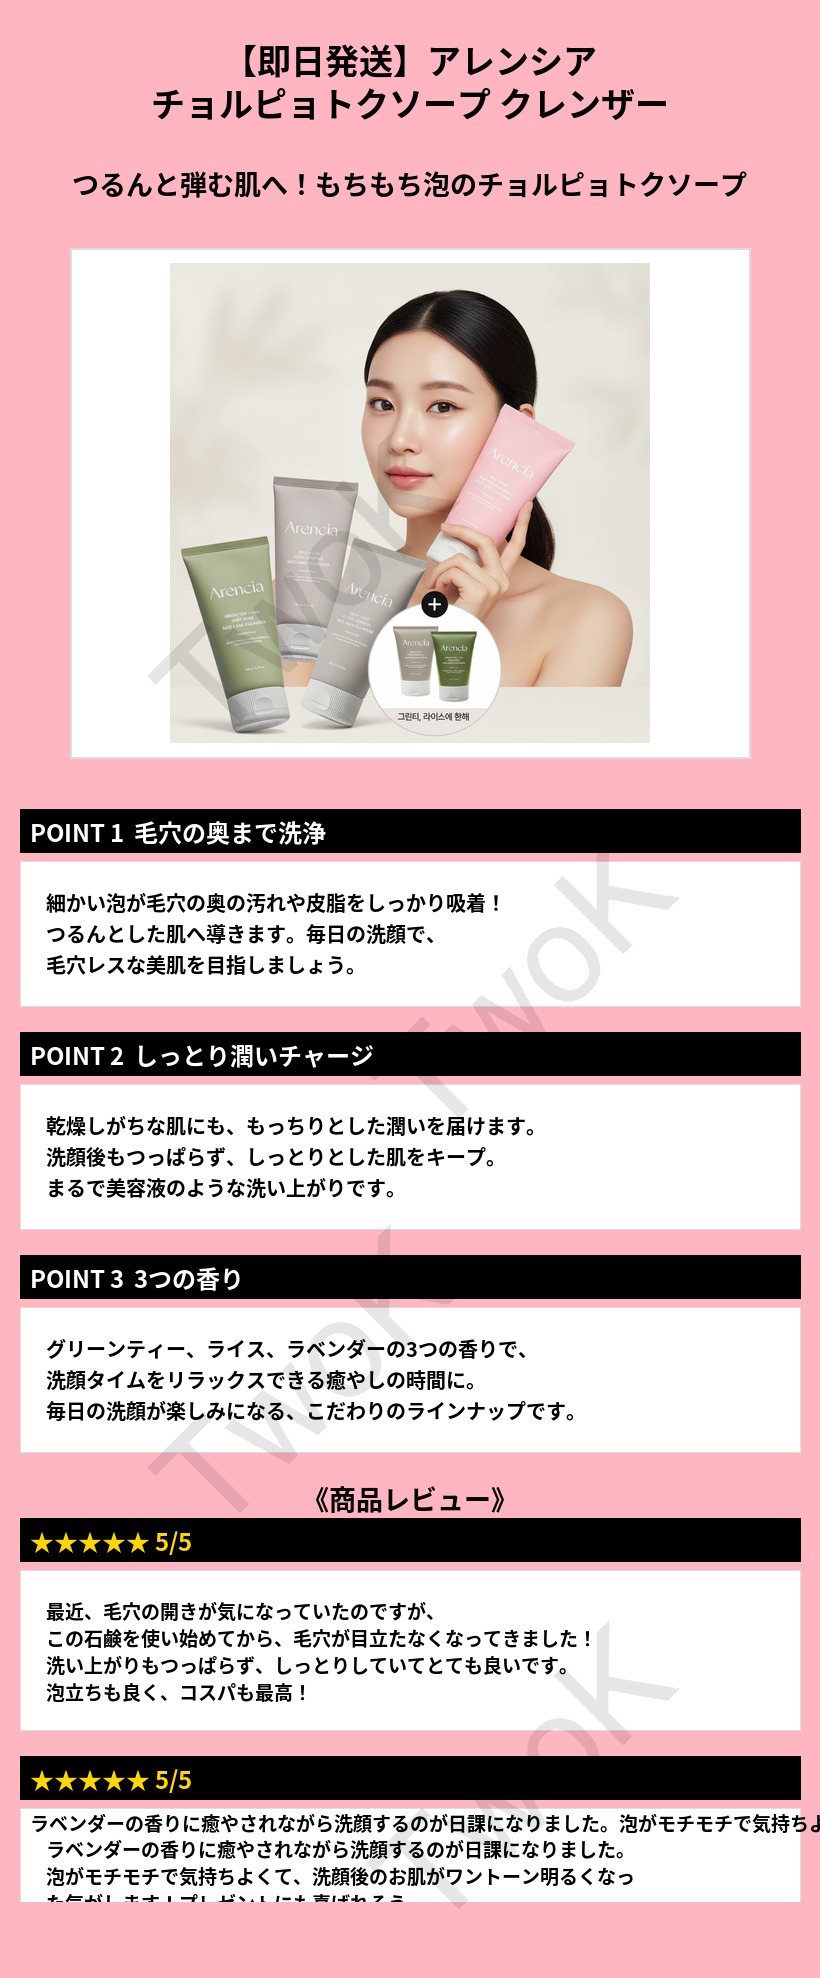 【即日発送】アレンシア
チョルピョトクソープ クレンザー
つるんと弾む肌へ！もちもち泡のチョルピョトクソープ
Arencia
Arencia
Arencia
Arencia
+
Arencia
Arencia
그린티, 라이스에 한해
TwoK
POINT 1 毛穴の奥まで洗浄
細かい泡が毛穴の奥の汚れや皮脂をしっかり吸着！
つるんとした肌へ導きます。毎日の洗顔で、
毛穴レスな美肌を目指しましょう。
TwoK
POINT 2 しっとり潤いチャージ
乾燥しがちな肌にも、もっちりとした潤いを届けます。
洗顔後もつっぱらず、しっとりとした肌をキープ。
まるで美容液のような洗い上がりです。
POINT 3 3つの香り
グリーンティー、ライス、ラベンダーの3つの香りで、
洗顔タイムをリラックスできる癒やしの時間に。
毎日の洗顔が楽しみになる、こだわりのラインナップです。
TwoK
《商品レビュー》
★★★★★ 5/5
最近、毛穴の開きが気になっていたのですが、
この石鹸を使い始めてから、毛穴が目立たなくなってきました！
洗い上がりもつっぱらず、しっとりしていてとても良いです。
泡立ちも良く、コスパも最高！
TwoK
★★★★★ 5/5
ラベンダーの香りに癒やされながら洗顔するのが日課になりました。泡がモチモチで気持ちよ
ラベンダーの香りに癒やされながら洗顔するのが日課になりました。
泡がモチモチで気持ちよくて、洗顔後のお肌がワントーン明るくなっ
た気がします！プレゼントにも喜ばれそう